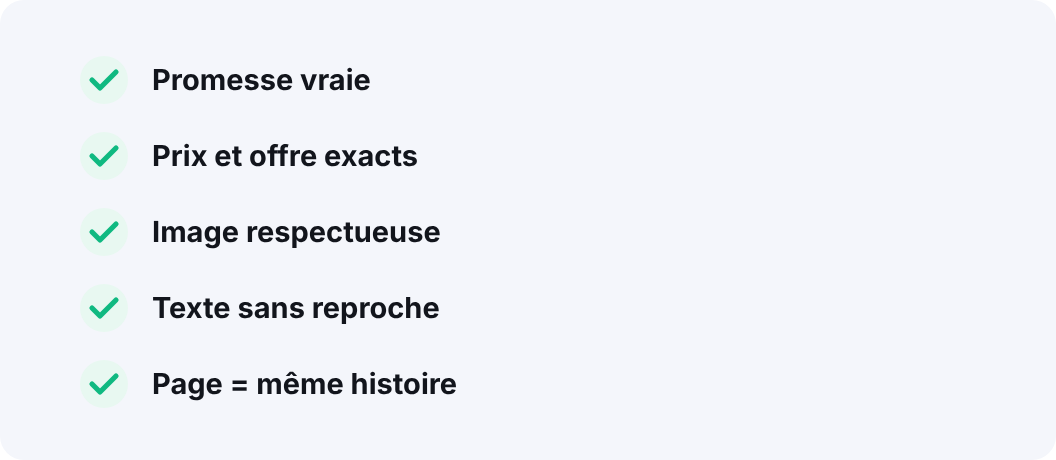 Promesse vraie
Prix et offre exacts
Image respectueuse
Texte sans reproche
Page = même histoire